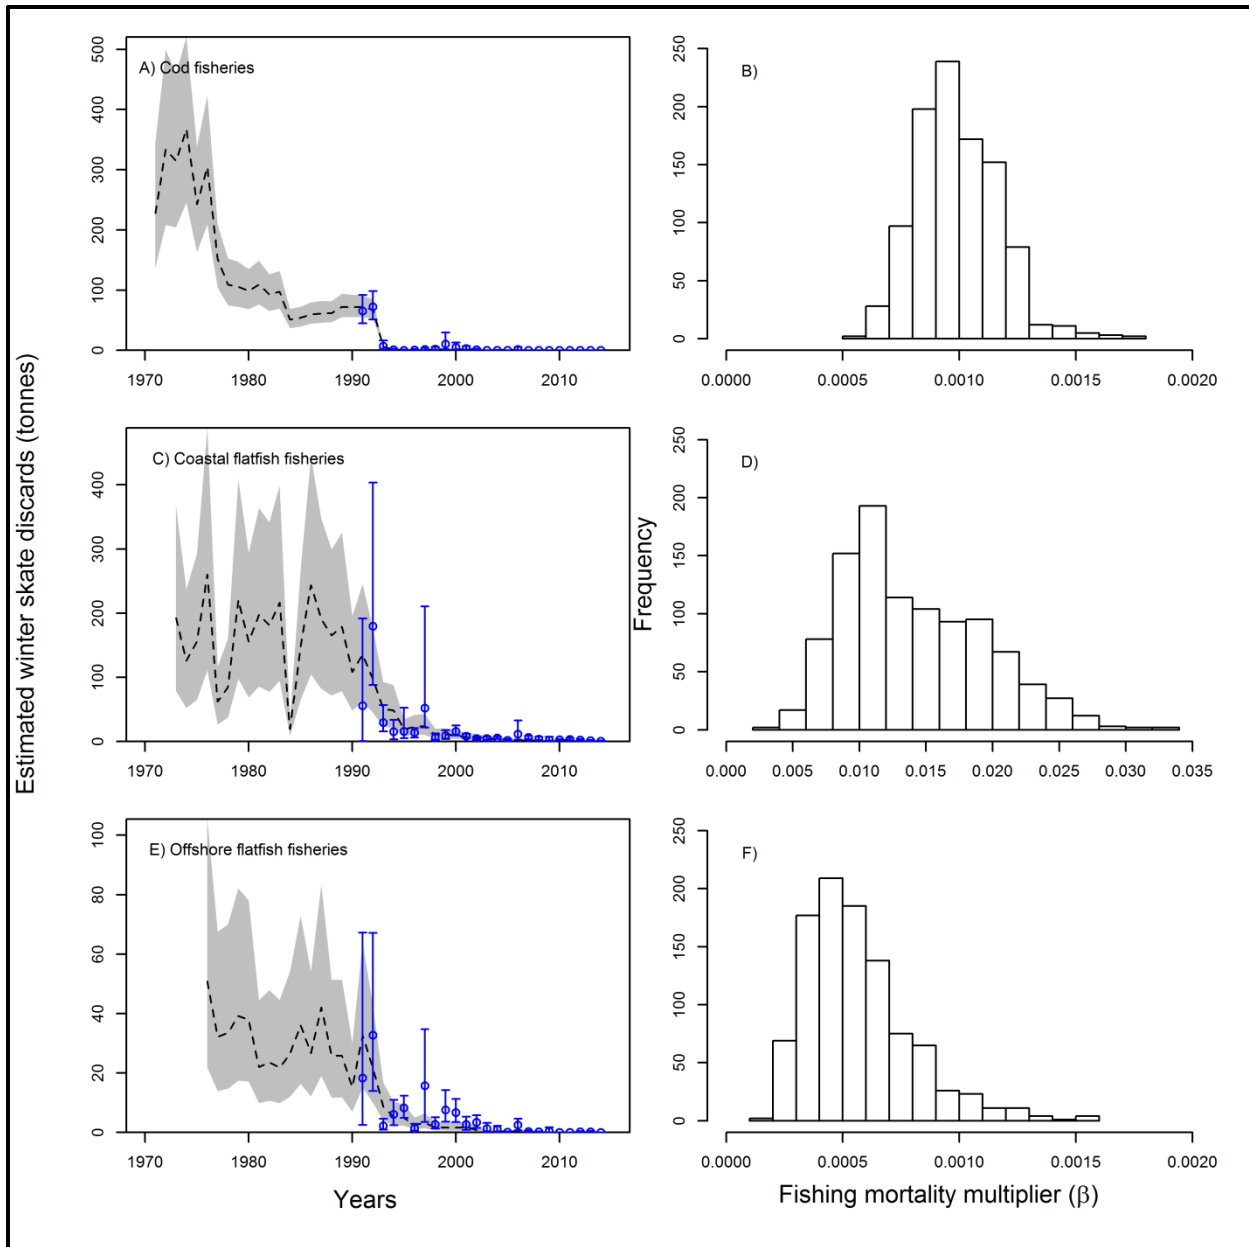 A) Cod fisheries
0 100 200 300 400 500
1970 1980 1990 2000 2010
B)
0 50 100 150 200 250
0.0000 0.0005 0.0010 0.0015 0.0020
Estimated winter skate discards (tonnes)
C) Coastal flatfish fisheries
0 100 200 300 400
1970 1980 1990 2000 2010
Frequency
D)
0 50 100 150 200 250
0.000 0.005 0.010 0.015 0.020 0.025 0.030 0.035
E) Offshore flatfish fisheries
0 20 40 60 80 100
1970 1980 1990 2000 2010
Years
F)
0 50 100 150 200 250
0.0000 0.0005 0.0010 0.0015 0.0020
Fishing mortality multiplier (β)